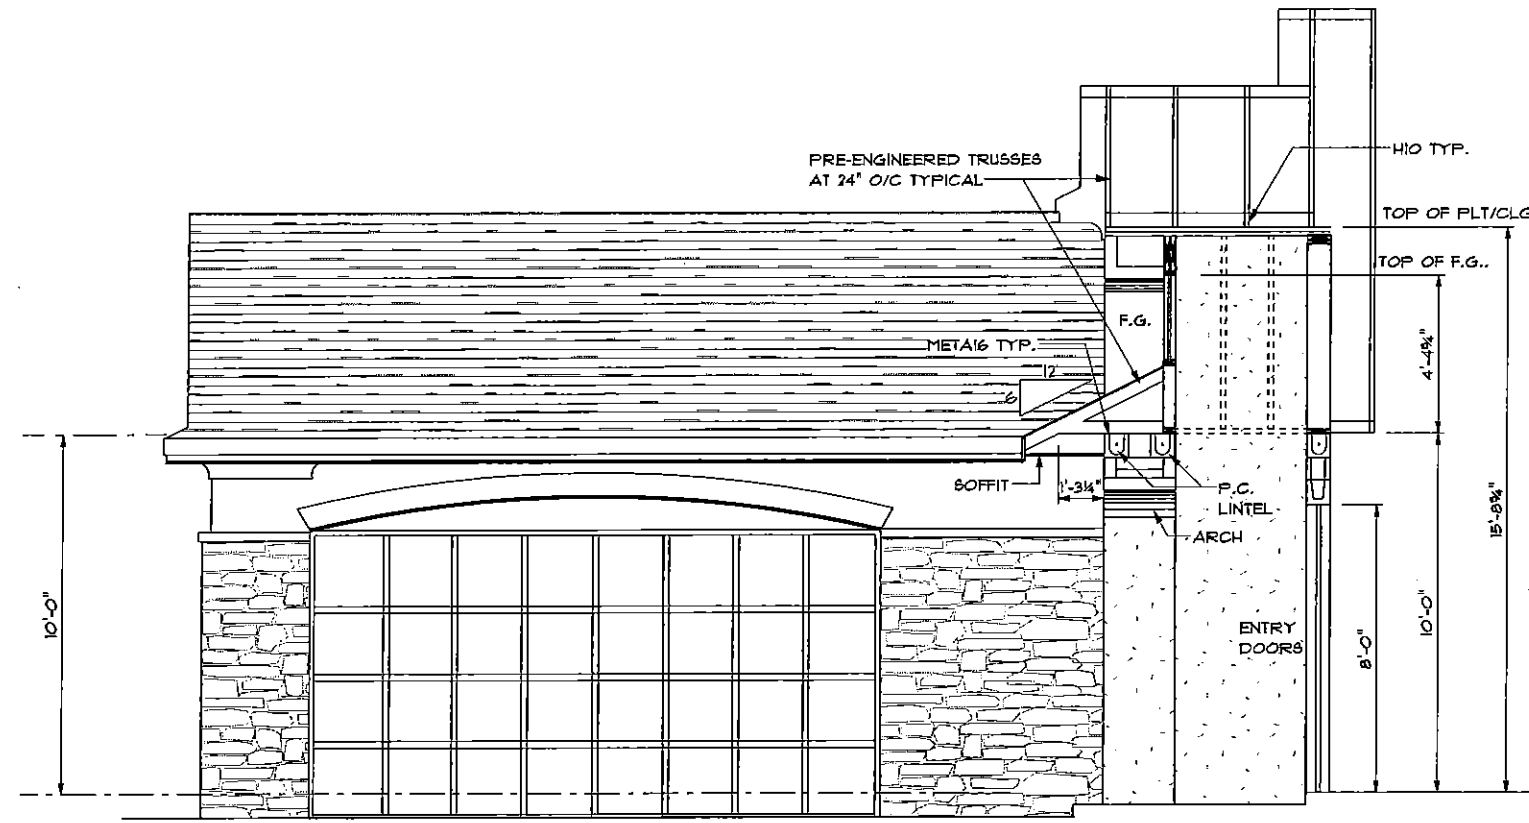 PRE-ENGINEERED TRUSSES
AT 24" O/C TYPICAL
H10 TYP.
TOP OF PLT/CLG
TOP OF F.G..
F.G.
METAL6 TYP.
12
6
4'-4¾"
SOFFIT
1'-3¼"
P.C.
LINTEL
ARCH
15'-8¾"
10'-0"
10'-0"
8'-0"
ENTRY
DOORS